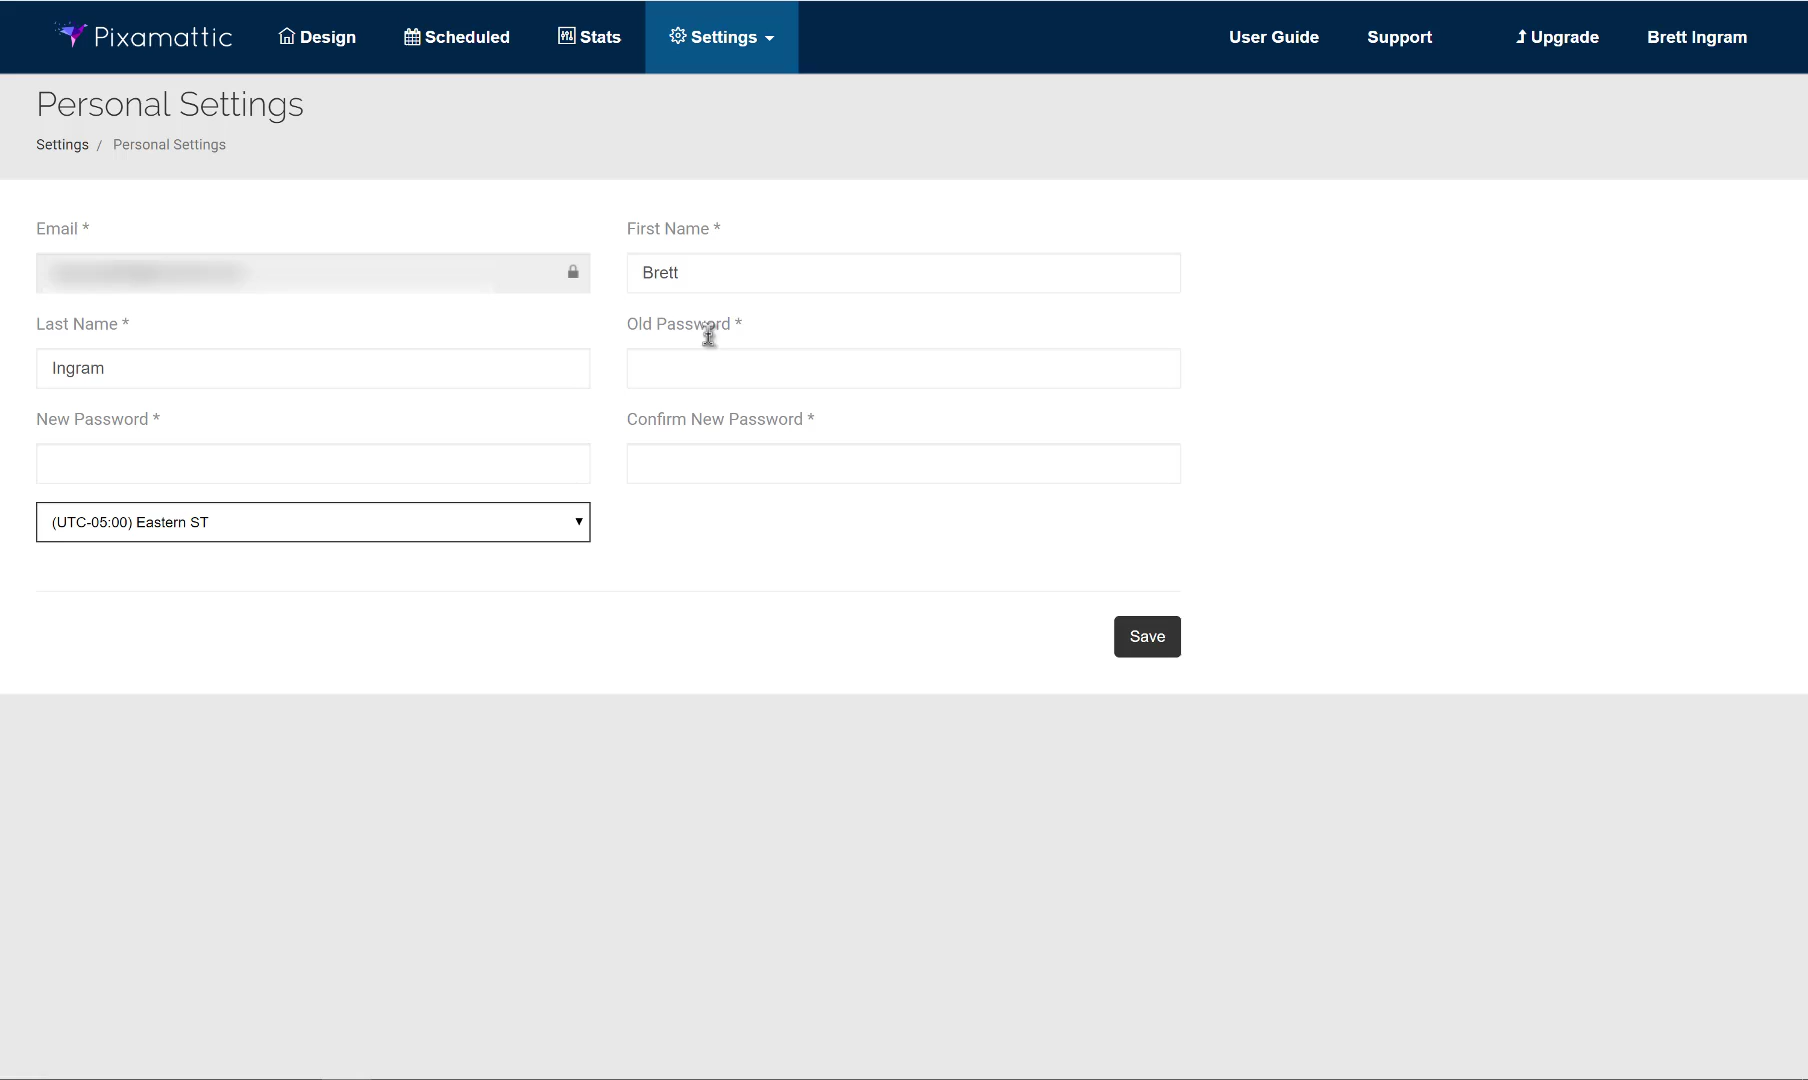 Pixamattic Design Scheduled Stats Settings User Guide Support Upgrade Brett Ingram
Personal Settings
Settings / Personal Settings
Email * First Name *
Brett
Last Name * Old Password *
Ingram
New Password * Confirm New Password *
(UTC-05:00) Eastern ST
Save